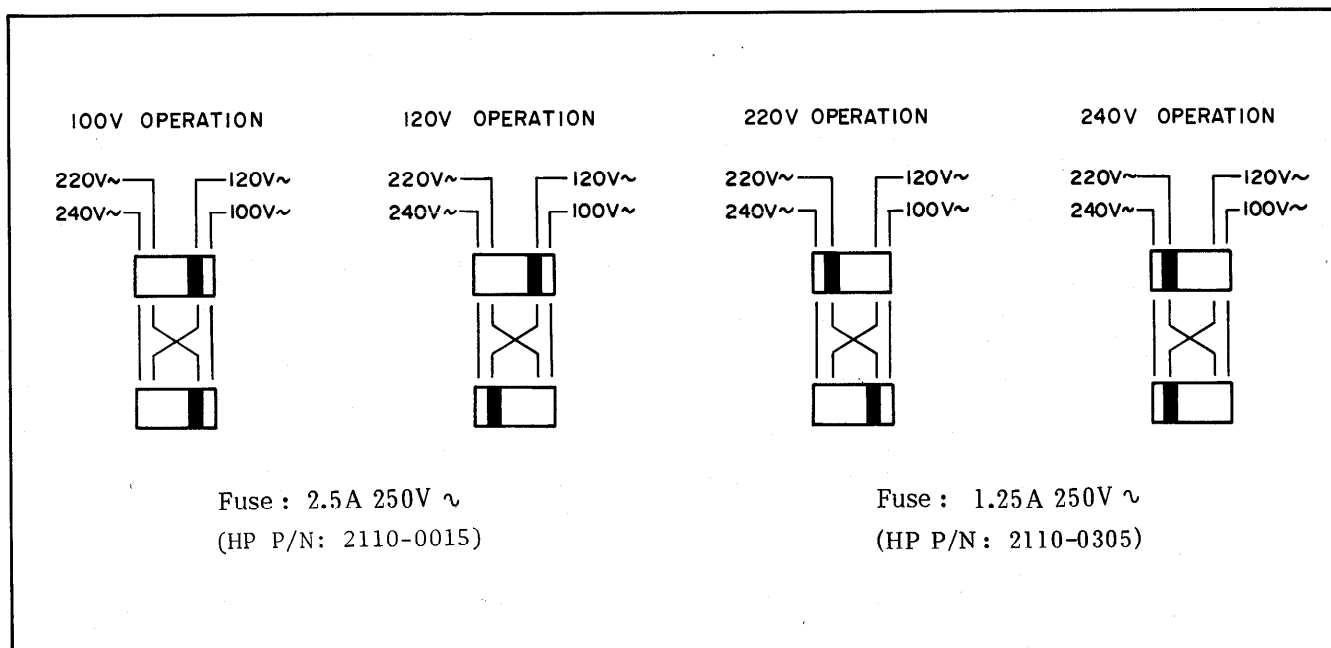 100V OPERATION
220V~ 120V~
240V~ 100V~
120V OPERATION
220V~ 120V~
240V~ 100V~
220V OPERATION
220V~ 120V~
240V~ 100V~
240V OPERATION
220V~ 120V~
240V~ 100V~
Fuse : 2.5A 250V ~
(HP P/N: 2110-0015)
Fuse : 1.25A 250V ~
(HP P/N: 2110-0305)